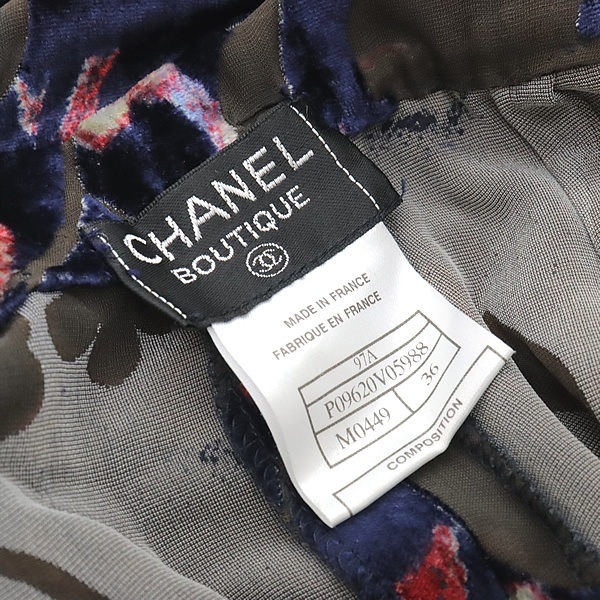 CHANEL
BOUTIQUE
MADE IN FRANCE
FABRIQUE EN FRANCE
97A
P09620V05988
M0449 36
COMPOSITION